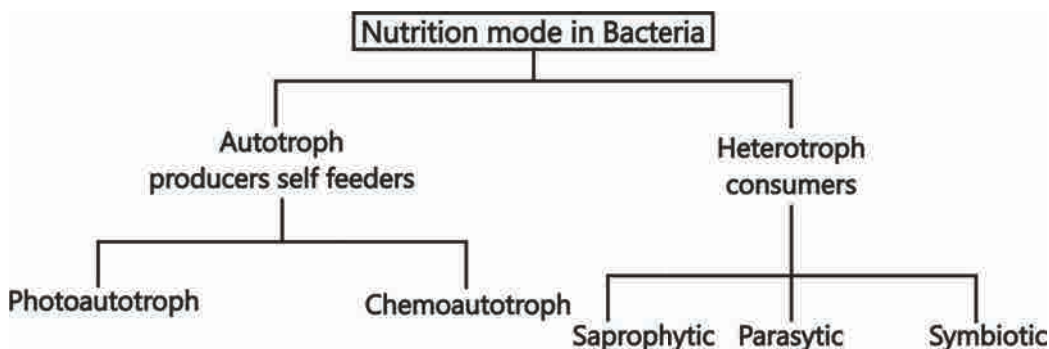 Nutrition mode in Bacteria
Autotroph
producers self feeders
Heterotroph
consumers
Photoautotroph
Chemoautotroph
Saprophytic
Parasytic
Symbiotic